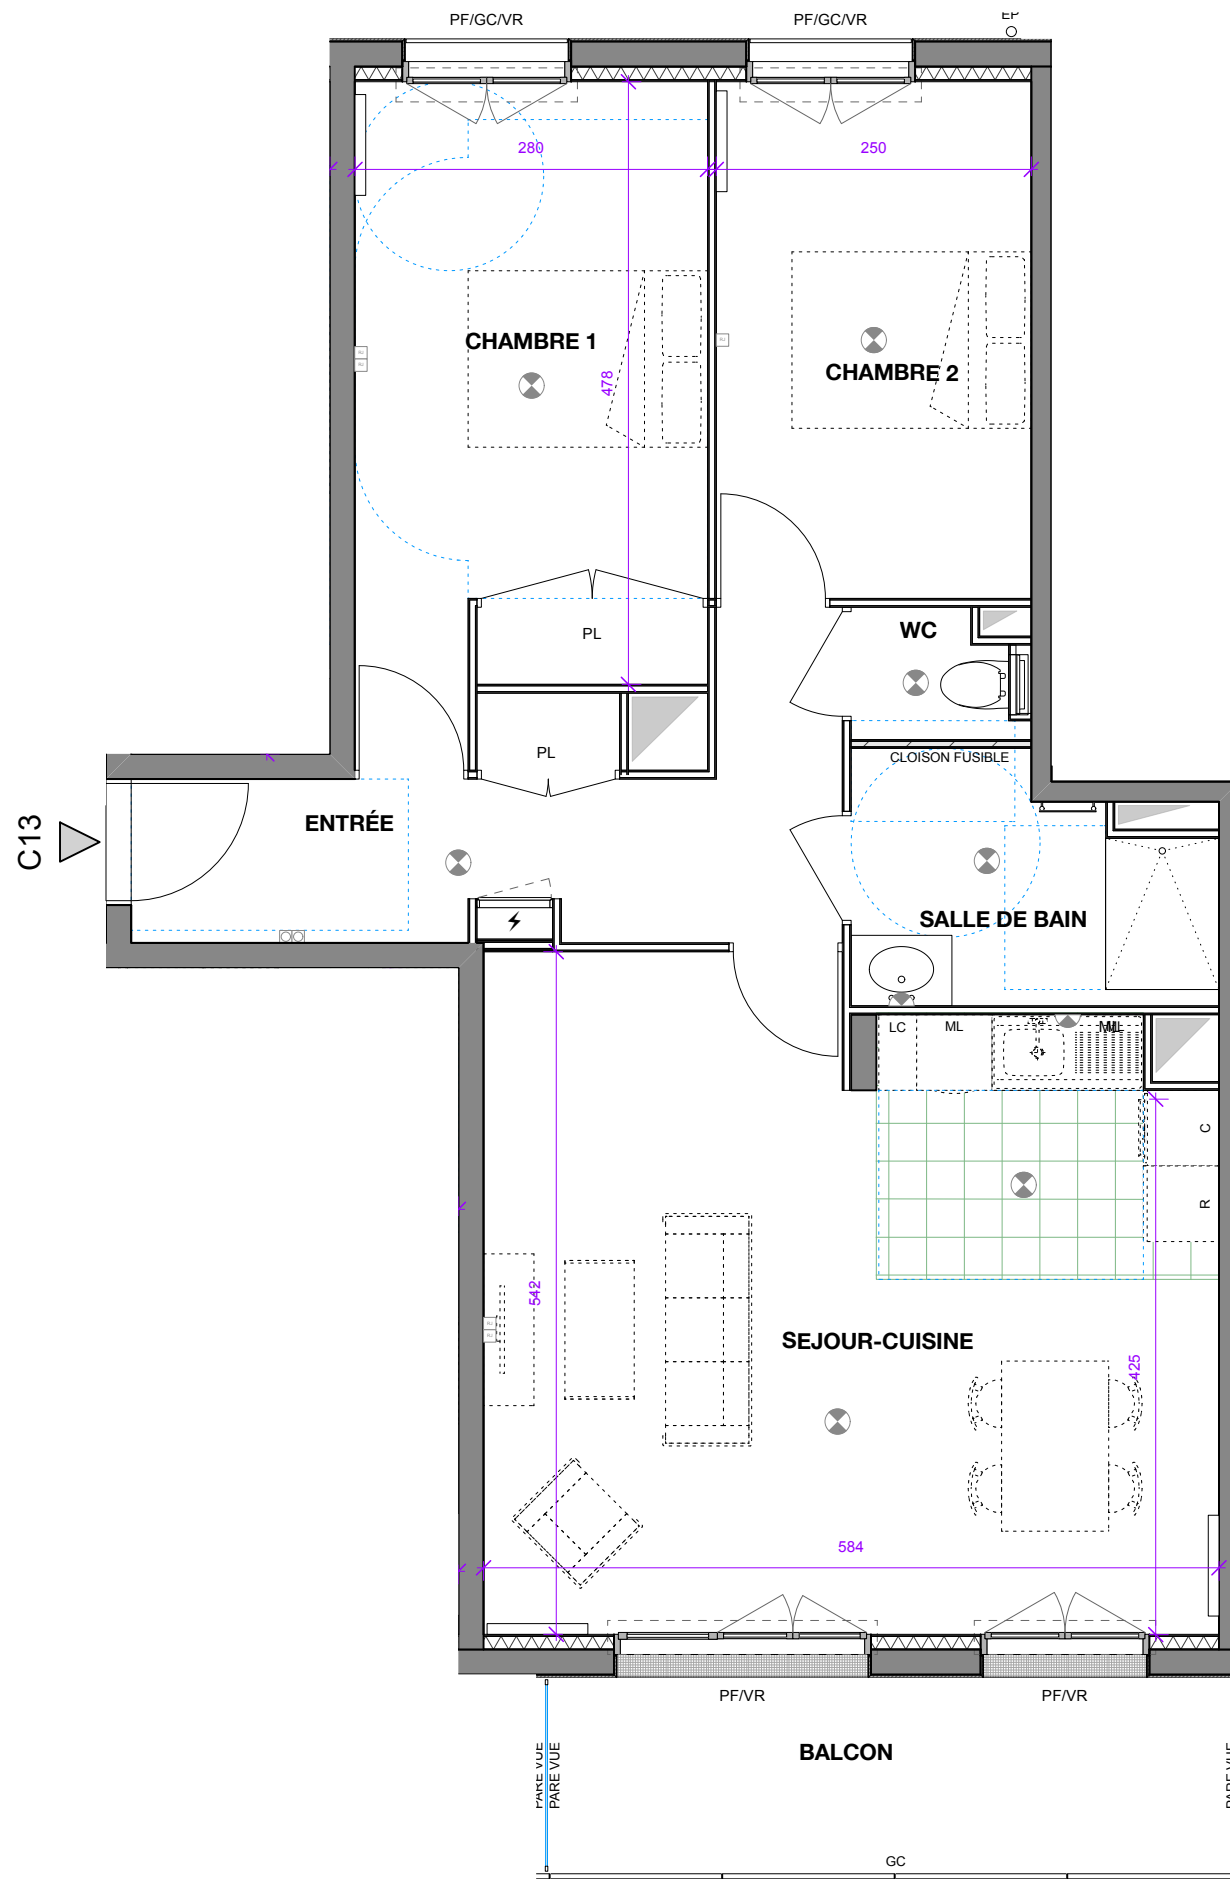 PF/GC/VR
PF/GC/VR
EP
280
250
CHAMBRE 1
478
CHAMBRE 2
PL
WC
PL
CLOISON FUSIBLE
C13
ENTRÉE
SALLE DE BAIN
LC
ML
ML
C
R
542
SEJOUR-CUISINE
425
584
PF/VR
PF/VR
PARE VUE
PARE VUE
BALCON
PARE VUE
GC